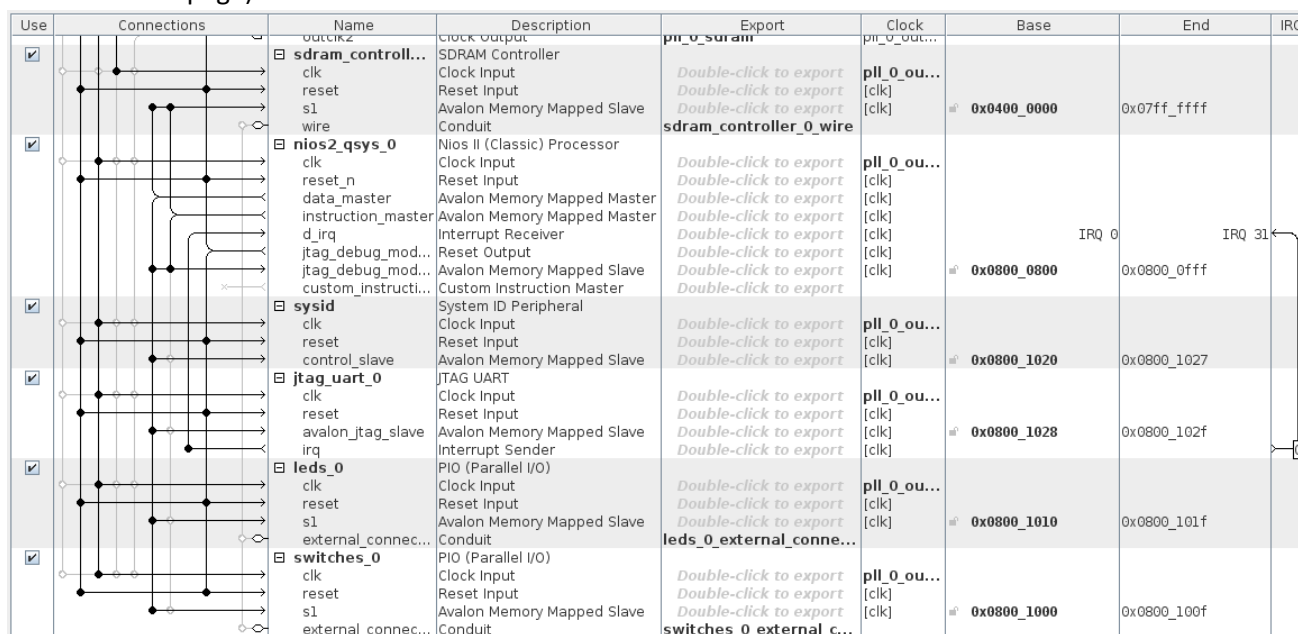 Use Connections Name Description Export Clock Base End IRQ
outclk2 Clock Output pll_0_sdram pll_0_out...
sdram_controll... SDRAM Controller
clk Clock Input Double-click to export pll_0_ou...
reset Reset Input Double-click to export [clk]
s1 Avalon Memory Mapped Slave Double-click to export [clk] 0x0400_0000 0x07ff_ffff
wire Conduit sdram_controller_0_wire
nios2_qsys_0 Nios II (Classic) Processor
clk Clock Input Double-click to export pll_0_ou...
reset_n Reset Input Double-click to export [clk]
data_master Avalon Memory Mapped Master Double-click to export [clk]
instruction_master Avalon Memory Mapped Master Double-click to export [clk]
d_irq Interrupt Receiver Double-click to export [clk] IRQ 0 IRQ 31
jtag_debug_mod... Reset Output Double-click to export [clk]
jtag_debug_mod... Avalon Memory Mapped Slave Double-click to export [clk] 0x0800_0800 0x0800_0fff
custom_instructi... Custom Instruction Master Double-click to export
sysid System ID Peripheral
clk Clock Input Double-click to export pll_0_ou...
reset Reset Input Double-click to export [clk]
control_slave Avalon Memory Mapped Slave Double-click to export [clk] 0x0800_1020 0x0800_1027
jtag_uart_0 JTAG UART
clk Clock Input Double-click to export pll_0_ou...
reset Reset Input Double-click to export [clk]
avalon_jtag_slave Avalon Memory Mapped Slave Double-click to export [clk] 0x0800_1028 0x0800_102f
irq Interrupt Sender Double-click to export [clk]
leds_0 PIO (Parallel I/O)
clk Clock Input Double-click to export pll_0_ou...
reset Reset Input Double-click to export [clk]
s1 Avalon Memory Mapped Slave Double-click to export [clk] 0x0800_1010 0x0800_101f
external_connec... Conduit leds_0_external_conne...
switches_0 PIO (Parallel I/O)
clk Clock Input Double-click to export pll_0_ou...
reset Reset Input Double-click to export [clk]
s1 Avalon Memory Mapped Slave Double-click to export [clk] 0x0800_1000 0x0800_100f
external_connec... Conduit switches_0_external_c...